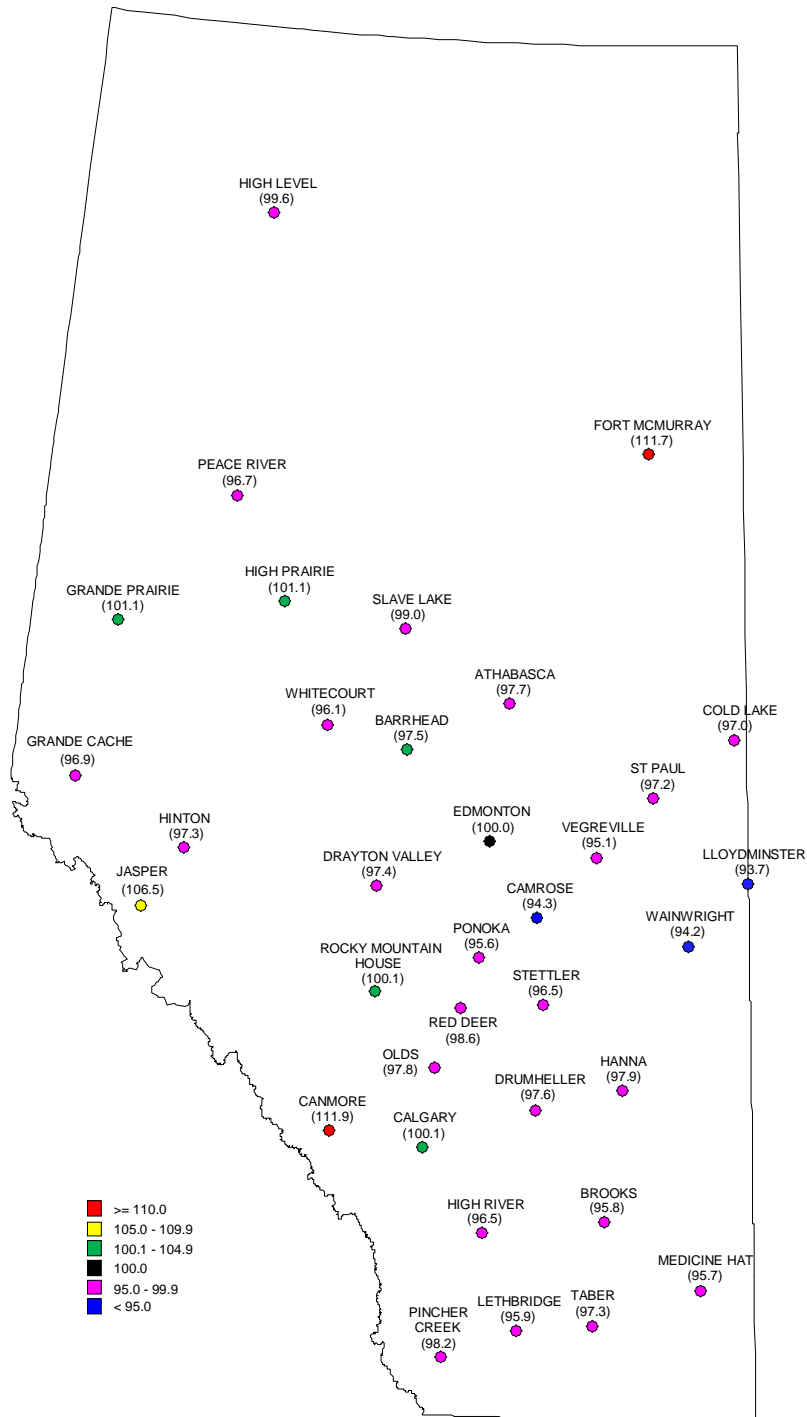 HIGH LEVEL
(99.6)
FORT MCMURRAY
(111.7)
PEACE RIVER
(96.7)
HIGH PRAIRIE
(101.1)
GRANDE PRAIRIE
(101.1)
SLAVE LAKE
(99.0)
ATHABASCA
(97.7)
WHITECOURT
(96.1)
BARRHEAD
(97.5)
COLD LAKE
(97.0)
GRANDE CACHE
(96.9)
ST PAUL
(97.2)
HINTON
(97.3)
EDMONTON
(100.0)
VEGREVILLE
(95.1)
DRAYTON VALLEY
(97.4)
LLOYDMINSTER
(93.7)
JASPER
(106.5)
CAMROSE
(94.3)
WAINWRIGHT
(94.2)
PONOKA
(95.6)
ROCKY MOUNTAIN
HOUSE
(100.1)
STETTLER
(96.5)
RED DEER
(98.6)
OLDS
(97.8)
HANNA
(97.9)
DRUMHELLER
(97.6)
CANMORE
(111.9)
CALGARY
(100.1)
HIGH RIVER
(96.5)
BROOKS
(95.8)
MEDICINE HAT
(95.7)
PINCHER
CREEK
(98.2)
LETHBRIDGE
(95.9)
TABER
(97.3)
>= 110.0
105.0 - 109.9
100.1 - 104.9
100.0
95.0 - 99.9
< 95.0